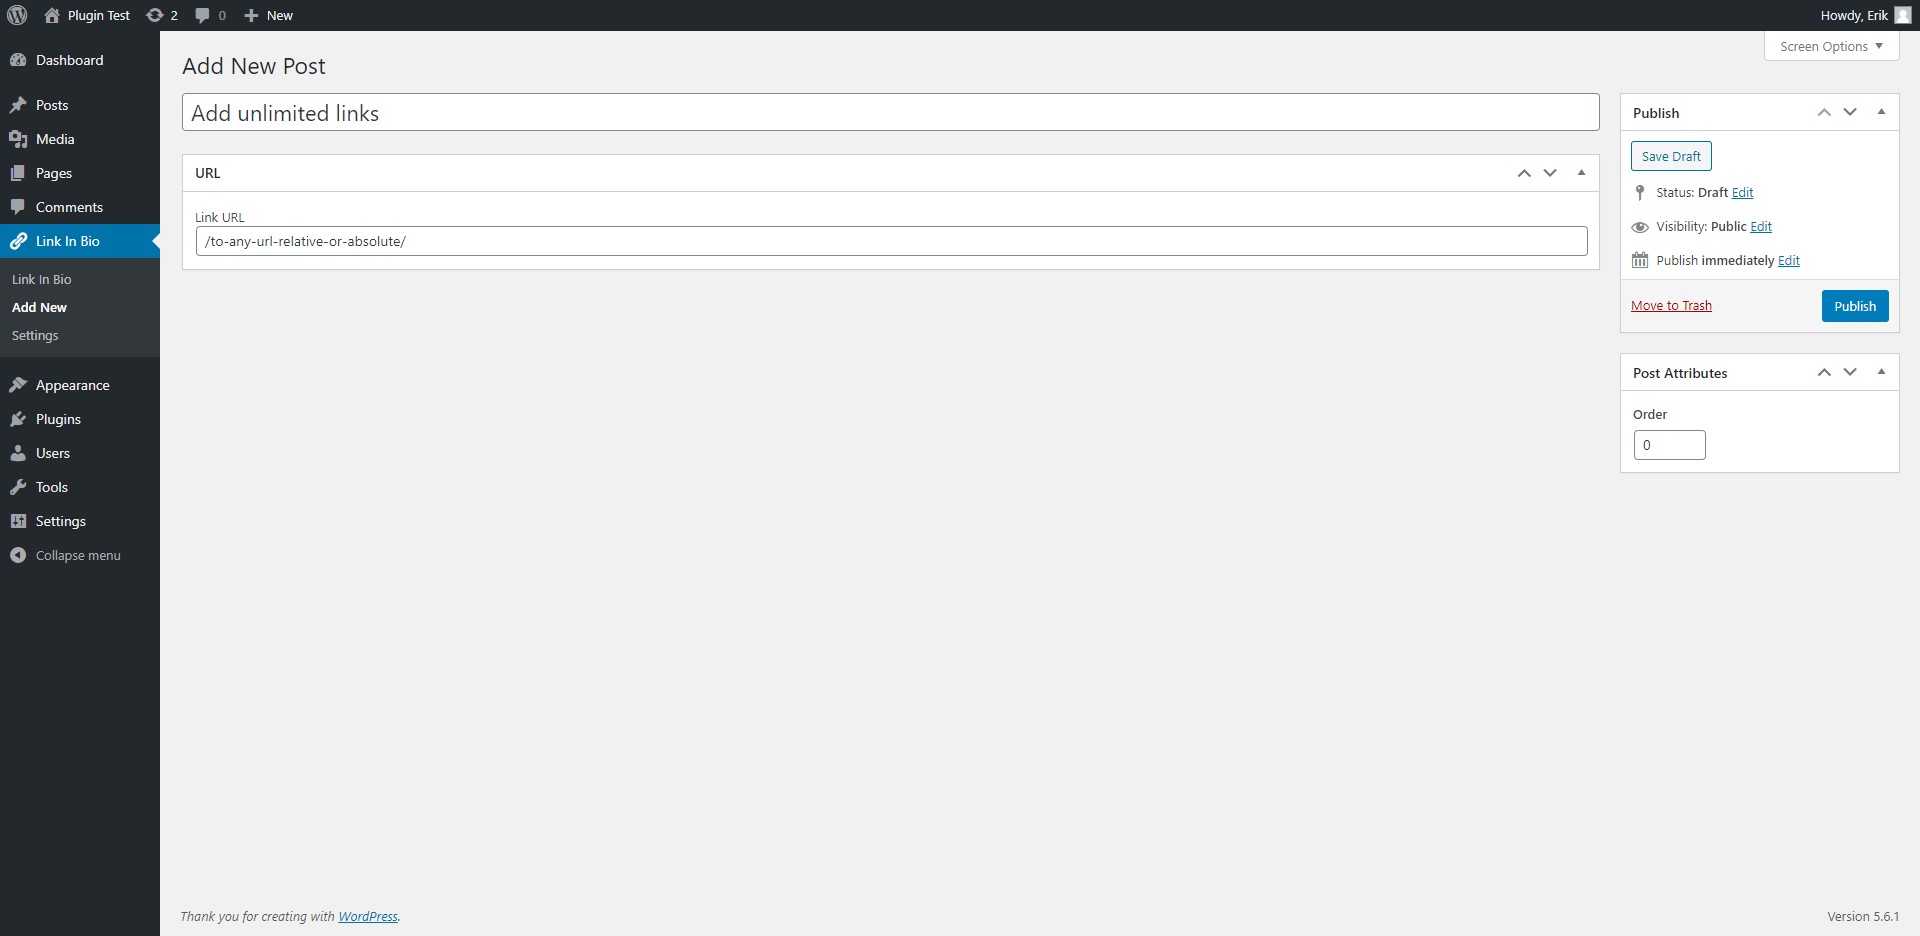 Plugin Test 2 0 New Howdy, Erik
Screen Options
Dashboard
Posts
Media
Pages
Comments
Link In Bio
Link In Bio
Add New
Settings
Appearance
Plugins
Users
Tools
Settings
Collapse menu
Add New Post
Add unlimited links
URL
Link URL
/to-any-url-relative-or-absolute/
Publish
Save Draft
Status: Draft Edit
Visibility: Public Edit
Publish immediately Edit
Move to Trash Publish
Post Attributes
Order
0
Thank you for creating with WordPress. Version 5.6.1